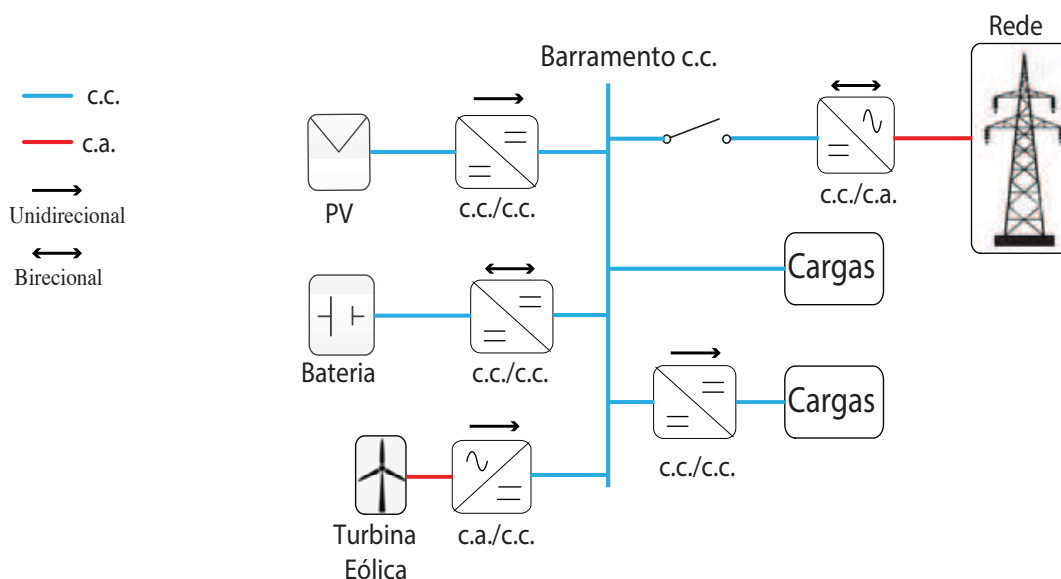 c.c.
c.a.
Unidirecional
Birecional
Barramento c.c.
Rede
PV
c.c./c.c.
c.c./c.a.
Cargas
Bateria
c.c./c.c.
Cargas
c.c./c.c.
Turbina
Eólica
c.a./c.c.